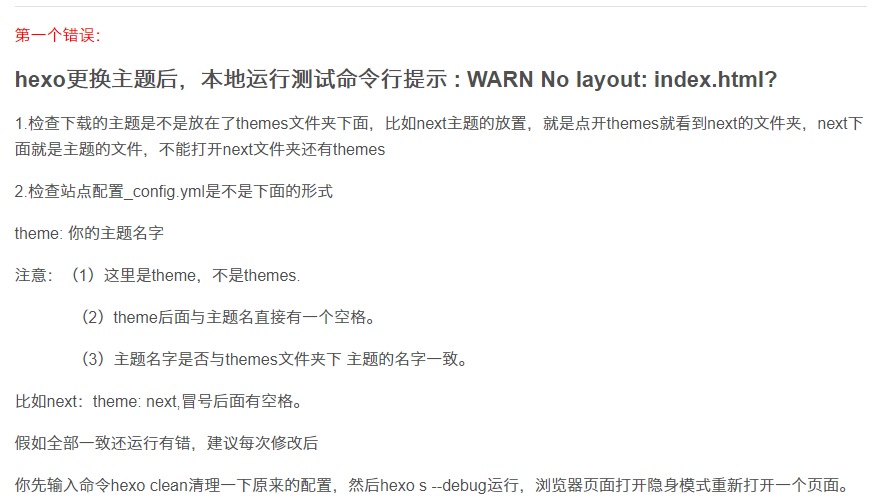 第一个错误：
hexo更换主题后，本地运行测试命令行提示 : WARN No layout: index.html?
1.检查下载的主题是不是放在了themes文件夹下面，比如next主题的放置，就是点开themes就看到next的文件夹，next下
面就是主题的文件，不能打开next文件夹还有themes
2.检查站点配置_config.yml是不是下面的形式
theme: 你的主题名字
注意：（1）这里是theme，不是themes.
（2）theme后面与主题名直接有一个空格。
（3）主题名字是否与themes文件夹下 主题的名字一致。
比如next：theme: next,冒号后面有空格。
假如全部一致还运行有错，建议每次修改后
你先输入命令hexo clean清理一下原来的配置，然后hexo s --debug运行，浏览器页面打开隐身模式重新打开一个页面。